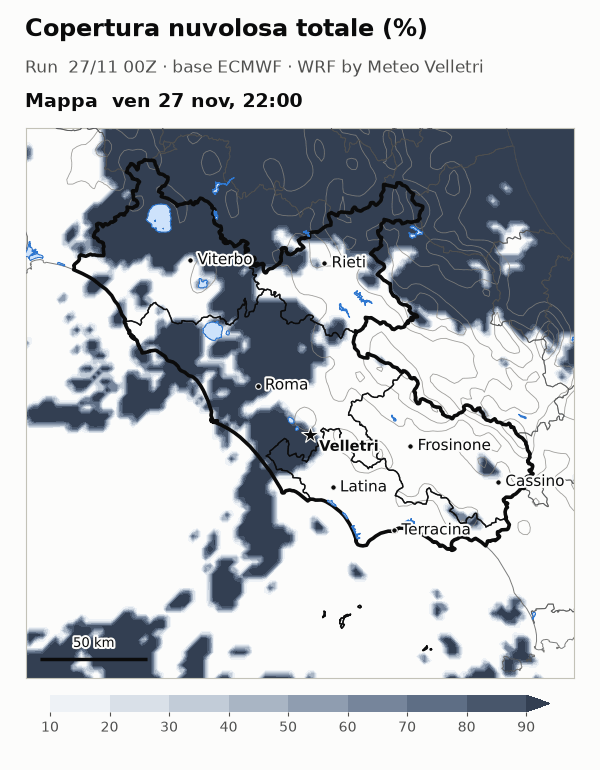 Copertura nuvolosa totale (%)
Run  27/11 00Z · base ECMWF · WRF by Meteo Velletri
Mappa  ven 27 nov, 22:00
Viterbo
Rieti
Roma
Velletri
Frosinone
Cassino
Latina
Terracina
50 km
10 20 30 40 50 60 70 80 90